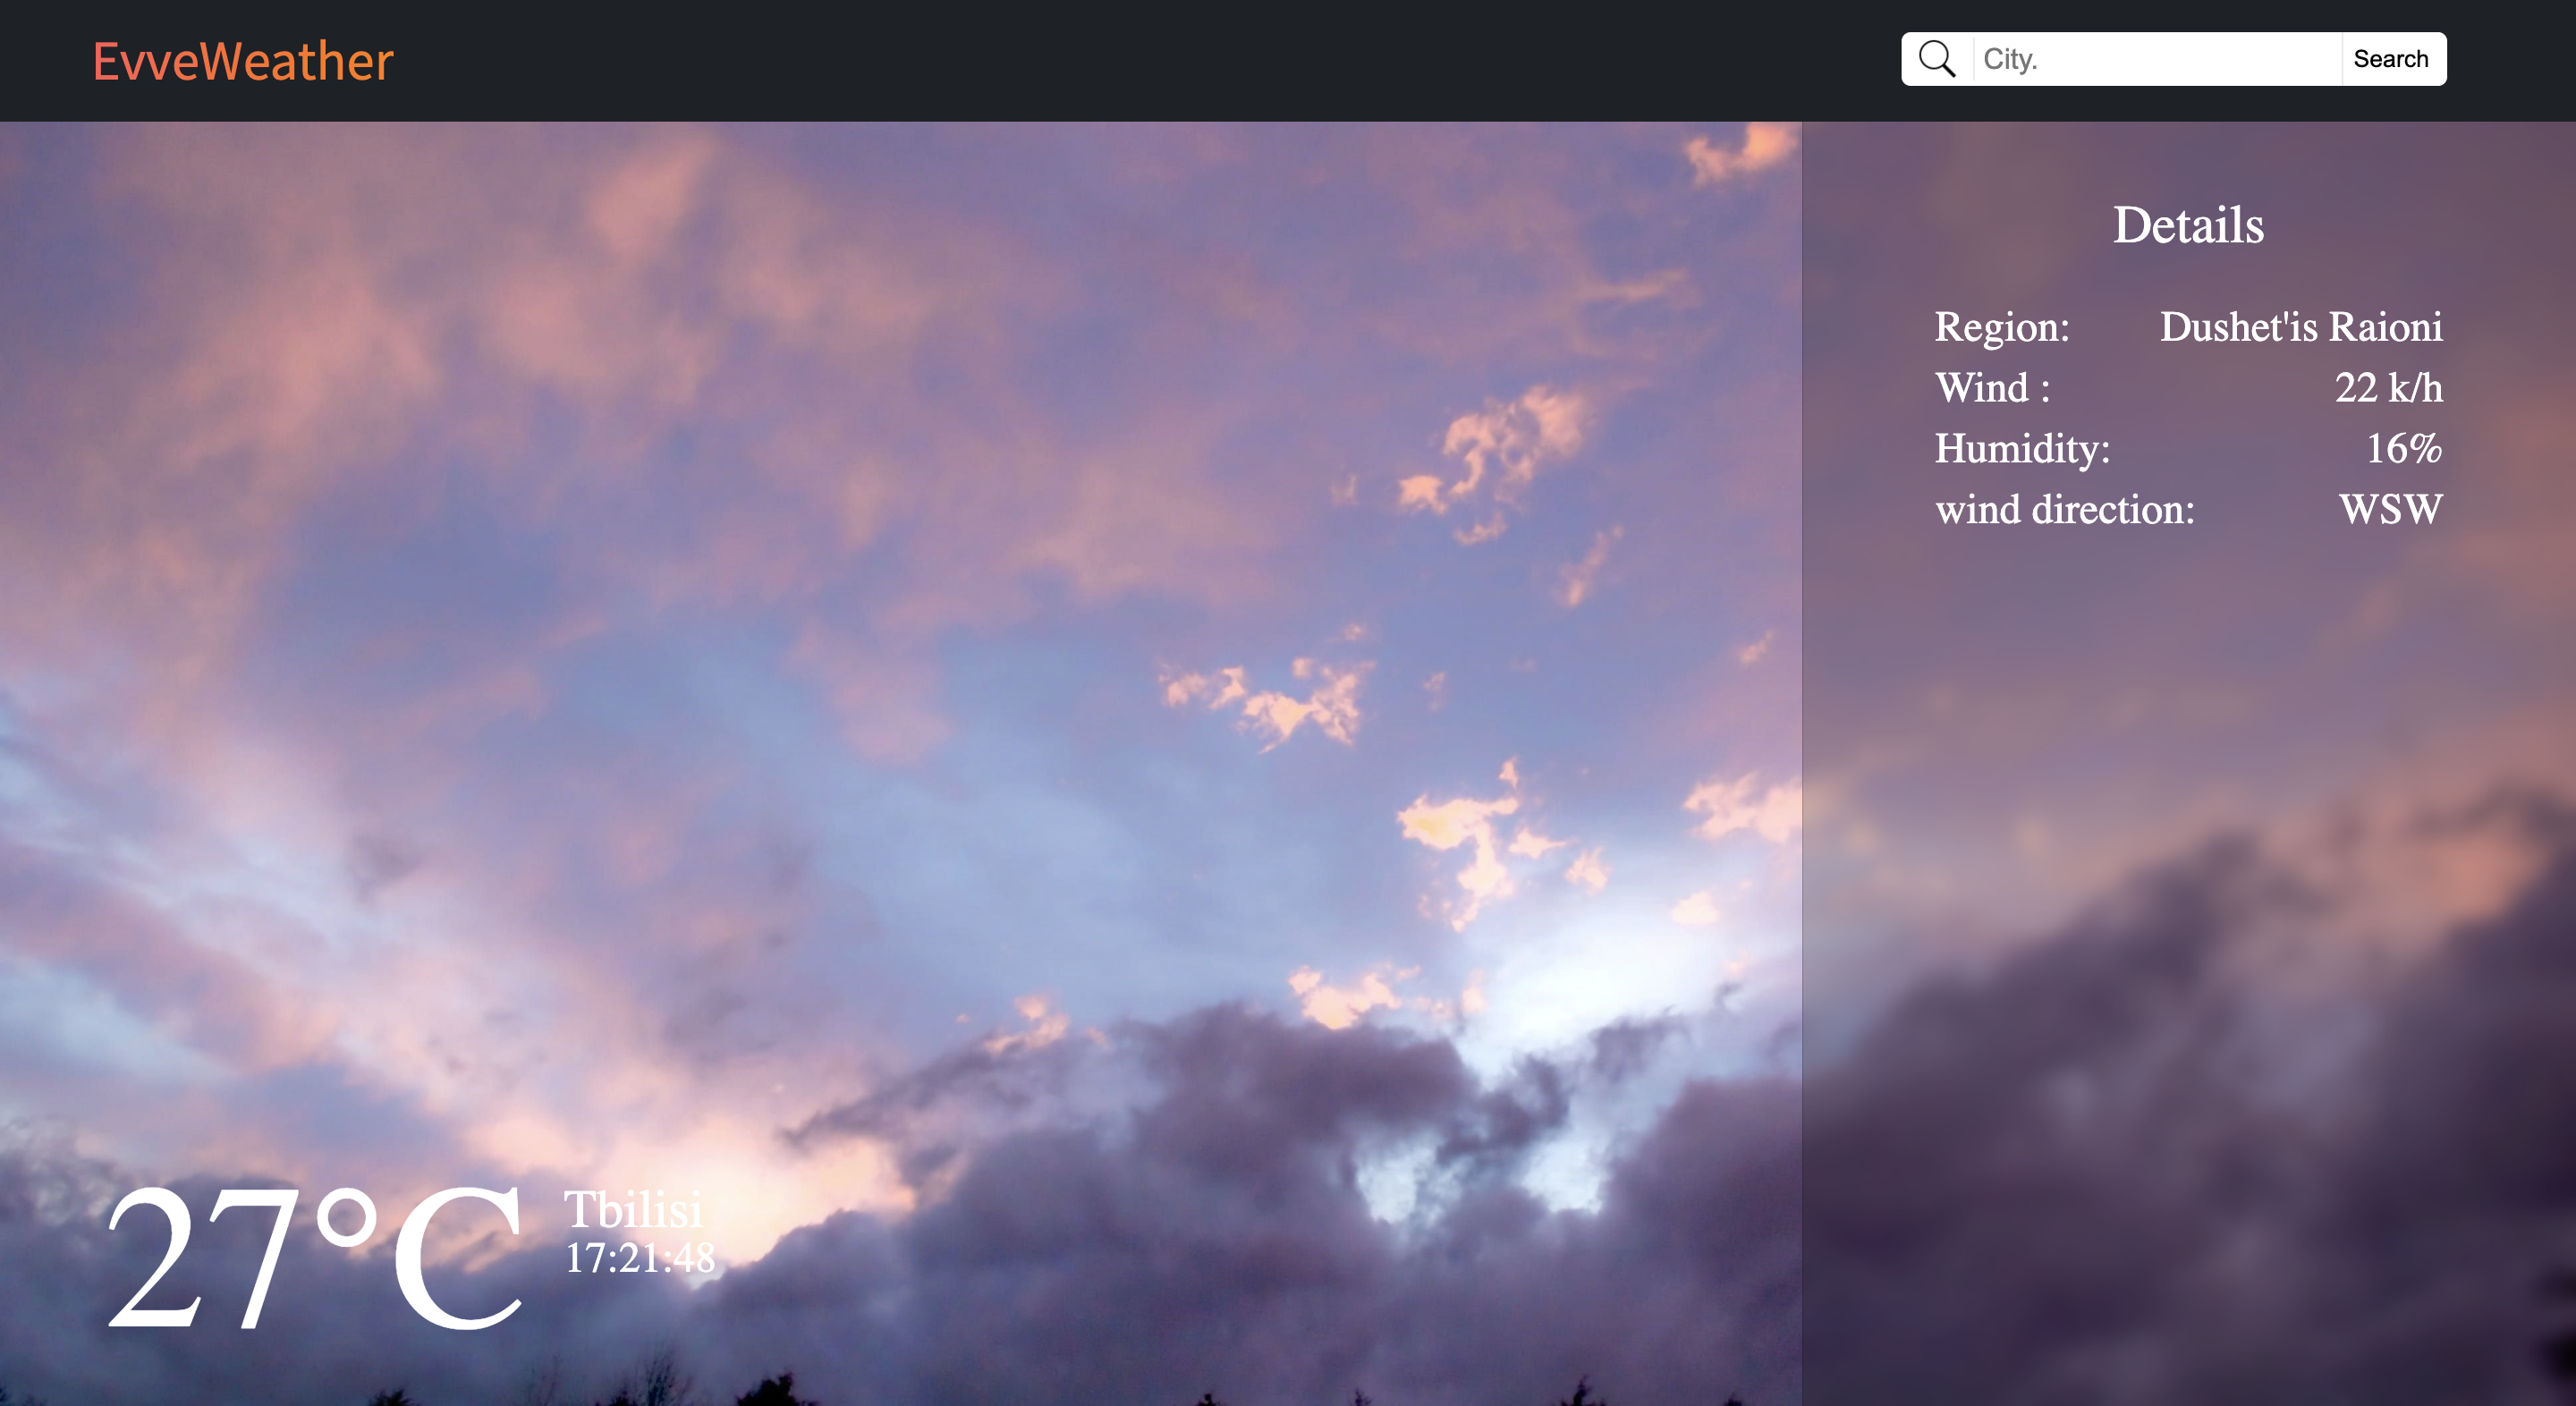 EvveWeather
City.
Search
Details
Region: Dushet'is Raioni
Wind : 22 k/h
Humidity: 16%
wind direction: WSW
27°C
Tbilisi
17:21:48